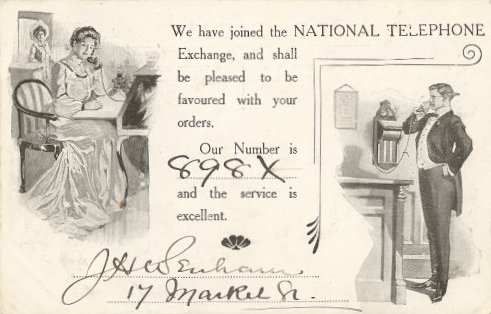 We have joined the NATIONAL TELEPHONE
Exchange, and shall
be pleased to be
favoured with your
orders.
Our Number is
898X
and the service is
excellent.
17 Market St.